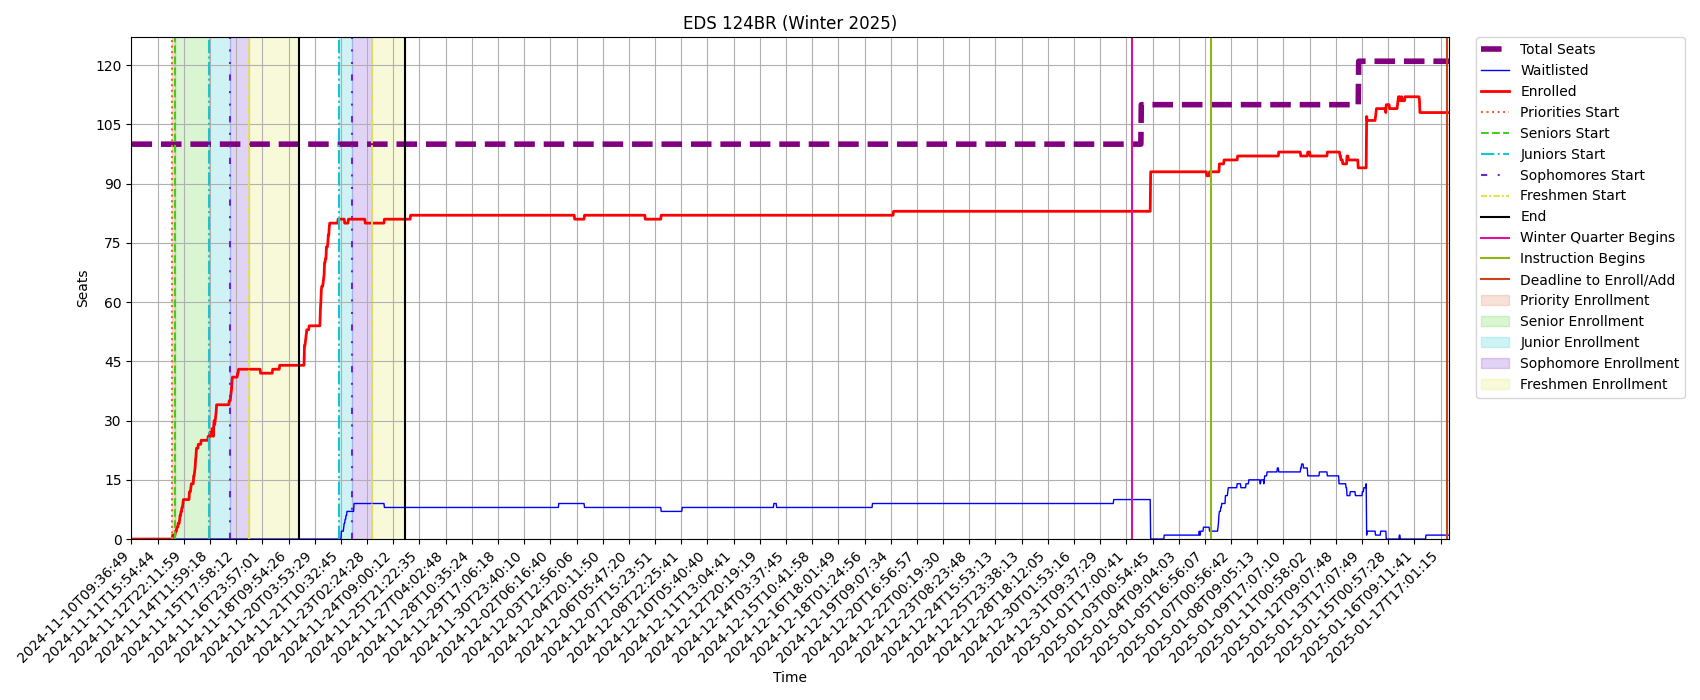 EDS 124BR (Winter 2025)
Seats
120
105
90
75
60
45
30
15
0
2024-11-10T09:36:49
2024-11-11T15:54:44
2024-11-12T22:11:59
2024-11-14T11:59:18
2024-11-15T17:58:12
2024-11-16T23:57:01
2024-11-18T09:54:26
2024-11-20T03:53:29
2024-11-21T10:32:45
2024-11-23T02:24:28
2024-11-24T09:00:12
2024-11-25T21:22:35
2024-11-28T10:35:24
2024-11-29T17:06:18
2024-11-30T23:40:10
2024-12-02T06:16:40
2024-12-03T12:56:06
2024-12-04T20:11:50
2024-12-06T05:47:20
2024-12-07T15:23:51
2024-12-08T22:25:41
2024-12-10T05:40:40
2024-12-11T13:04:41
2024-12-12T20:19:19
2024-12-14T03:37:45
2024-12-15T10:41:58
2024-12-16T18:01:49
2024-12-18T01:24:56
2024-12-19T09:07:34
2024-12-20T16:56:57
2024-12-22T00:19:30
2024-12-23T08:23:48
2024-12-24T15:53:13
2024-12-25T23:38:13
2024-12-28T18:12:05
2024-12-30T01:53:16
2024-12-31T09:37:29
2025-01-01T17:00:41
2025-01-03T00:54:45
2025-01-04T09:04:03
2025-01-05T16:56:07
2025-01-07T00:56:42
2025-01-08T09:05:13
2025-01-09T17:07:10
2025-01-11T00:58:02
2025-01-12T09:07:48
2025-01-13T17:07:49
2025-01-15T00:57:28
2025-01-16T09:11:41
2025-01-17T17:01:15
Time
Total Seats
Waitlisted
Enrolled
Priorities Start
Seniors Start
Juniors Start
Sophomores Start
Freshmen Start
End
Winter Quarter Begins
Instruction Begins
Deadline to Enroll/Add
Priority Enrollment
Senior Enrollment
Junior Enrollment
Sophomore Enrollment
Freshmen Enrollment